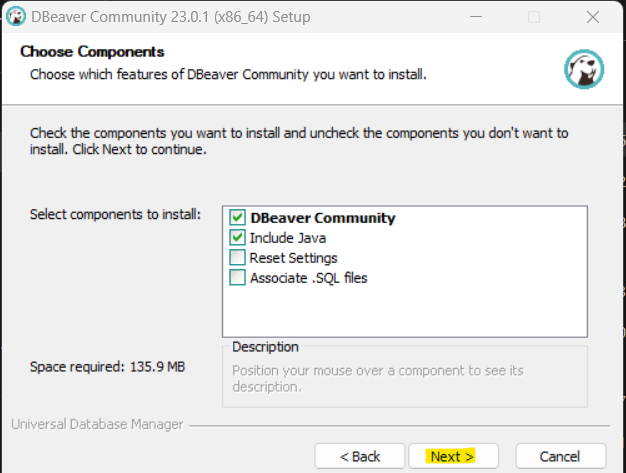 DBeaver Community 23.0.1 (x86_64) Setup
Choose Components
Choose which features of DBeaver Community you want to install.
Check the components you want to install and uncheck the components you don't want to
install. Click Next to continue.
Select components to install:
DBeaver Community
Include Java
Reset Settings
Associate .SQL files
Space required: 135.9 MB
Description
Position your mouse over a component to see its
description.
Universal Database Manager
< Back
Next >
Cancel